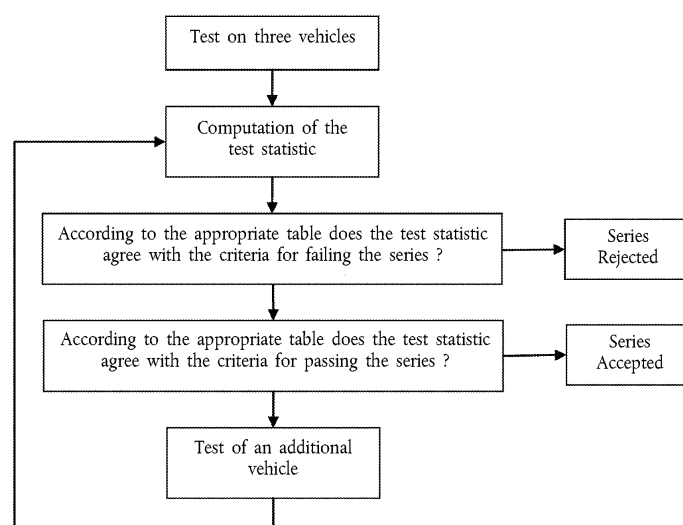 Test on three vehicles
Computation of the
test statistic
According to the appropriate table does the test statistic
agree with the criteria for failing the series ?
Series
Rejected
According to the appropriate table does the test statistic
agree with the criteria for passing the series ?
Series
Accepted
Test of an additional
vehicle